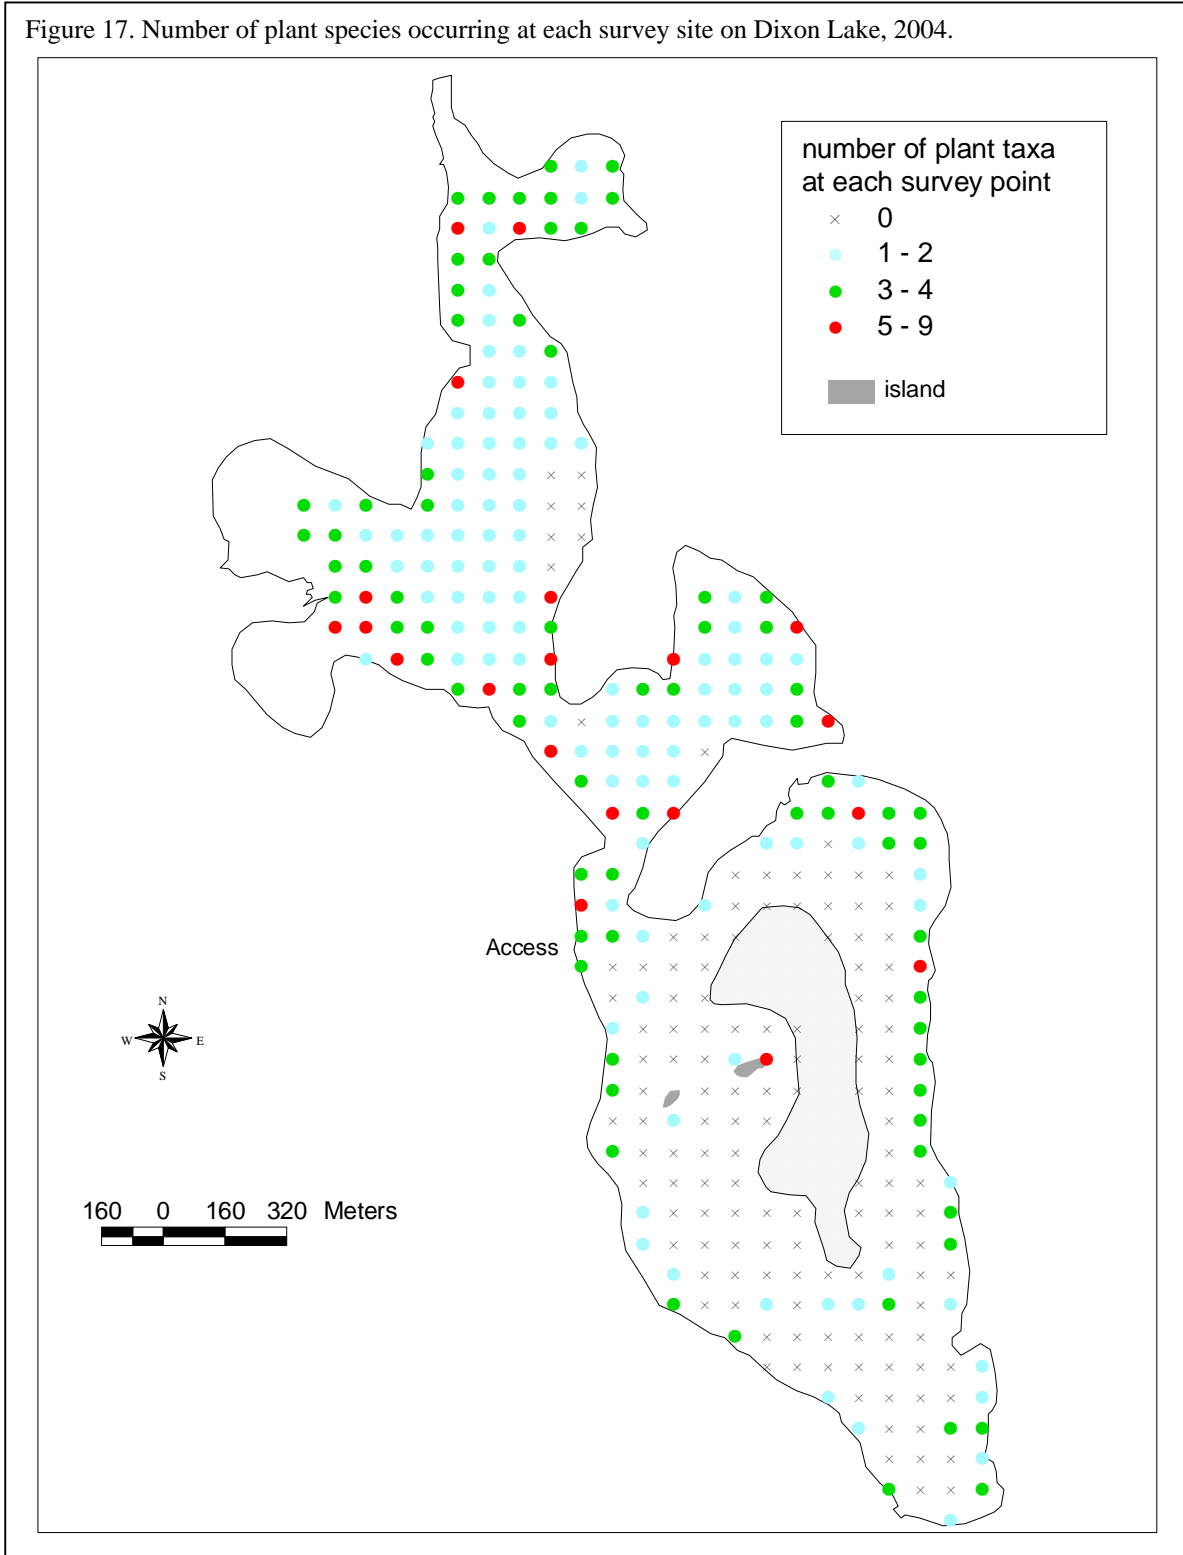 Figure 17. Number of plant species occurring at each survey site on Dixon Lake, 2004.
number of plant taxa
at each survey point
0
1 - 2
3 - 4
5 - 9
island
Access
N
W E
S
160 0 160 320 Meters